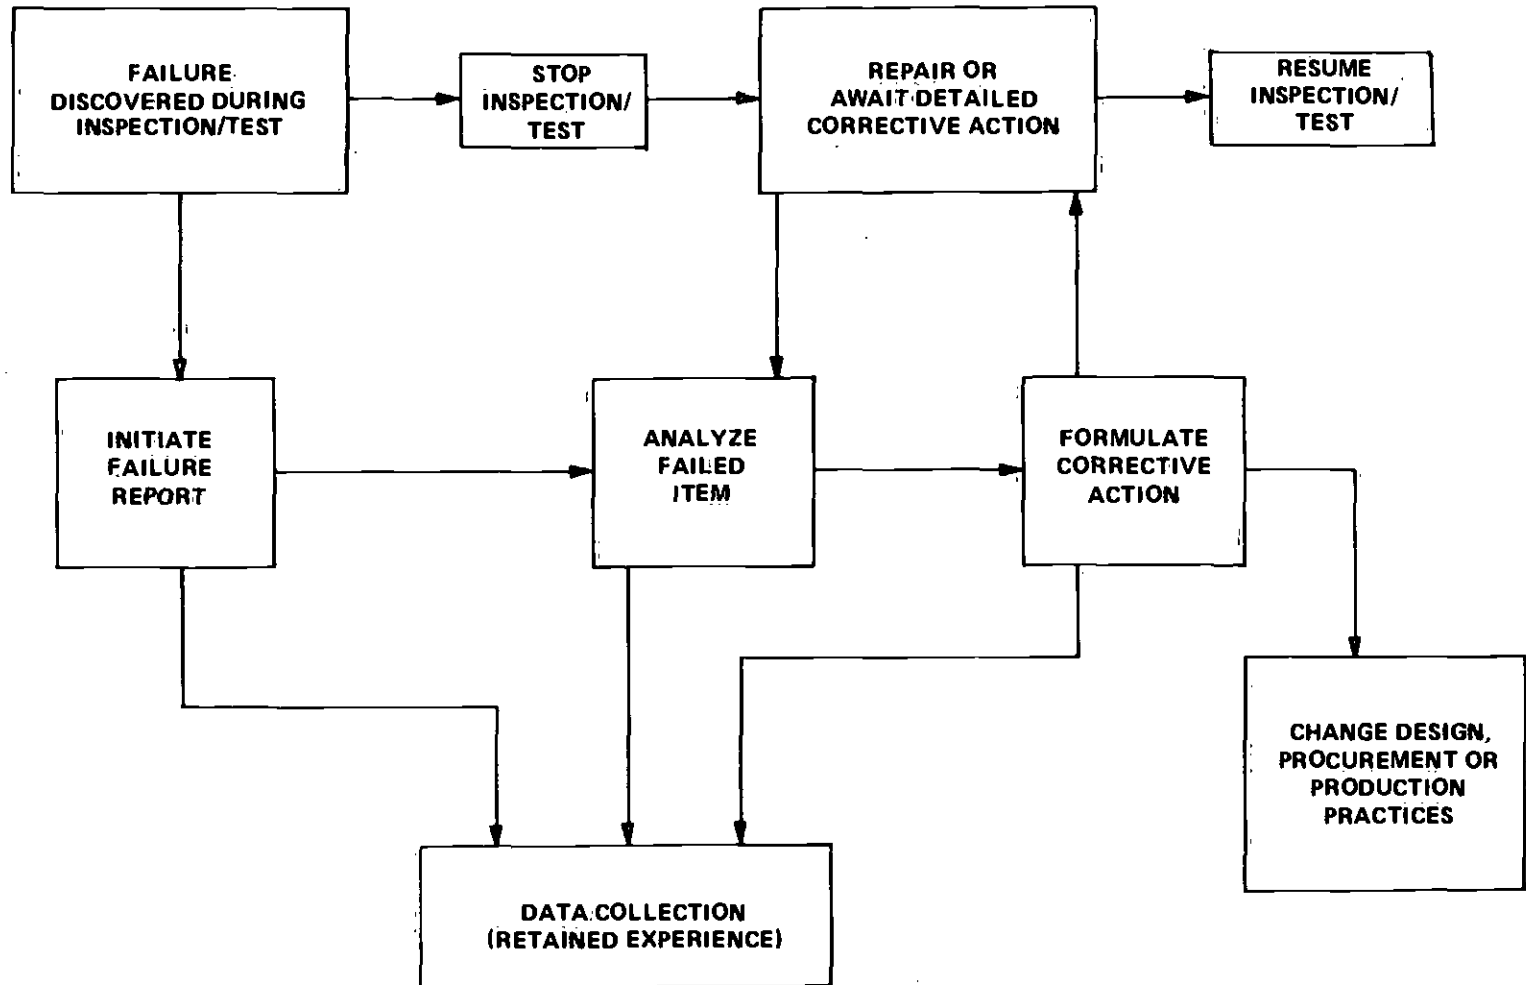 FAILURE
DISCOVERED DURING
INSPECTION/TEST
STOP
INSPECTION/
TEST
REPAIR OR
AWAIT DETAILED
CORRECTIVE ACTION
RESUME
INSPECTION/
TEST
INITIATE
FAILURE
REPORT
ANALYZE
FAILED
ITEM
FORMULATE
CORRECTIVE
ACTION
CHANGE DESIGN,
PROCUREMENT OR
PRODUCTION
PRACTICES
DATA COLLECTION
(RETAINED EXPERIENCE)